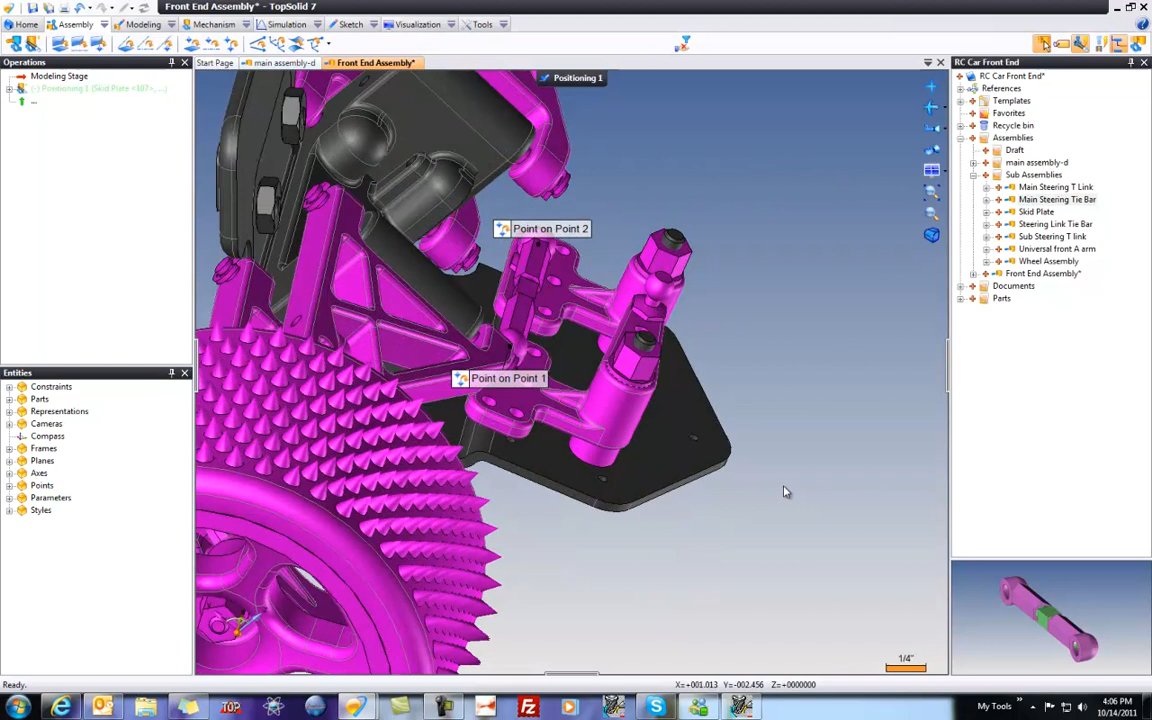 Front End Assembly* - TopSolid 7
Home
Assembly
Modeling
Mechanism
Simulation
Sketch
Visualization
Tools
Operations
Start Page
main assembly-d
Front End Assembly*
RC Car Front End
Modeling Stage
(-) Positioning 1 (Skid Plate <387>, ...)
...
Positioning 1
RC Car Front End*
References
Templates
Favorites
Recycle bin
Assemblies
Draft
main assembly-d
Sub Assemblies
Main Steering T Link
Main Steering Tie Bar
Skid Plate
Steering Link Tie Bar
Sub Steering T link
Universal front A arm
Wheel Assembly
Front End Assembly*
Documents
Parts
Point on Point 2
Point on Point 1
Entities
Constraints
Parts
Representations
Cameras
Compass
Frames
Planes
Axes
Points
Parameters
Styles
1/4"
Ready.
X=+001.013 Y=-002.456 Z=+0000000
TOP
Fz
My Tools
4:06 PM
10/14/2011